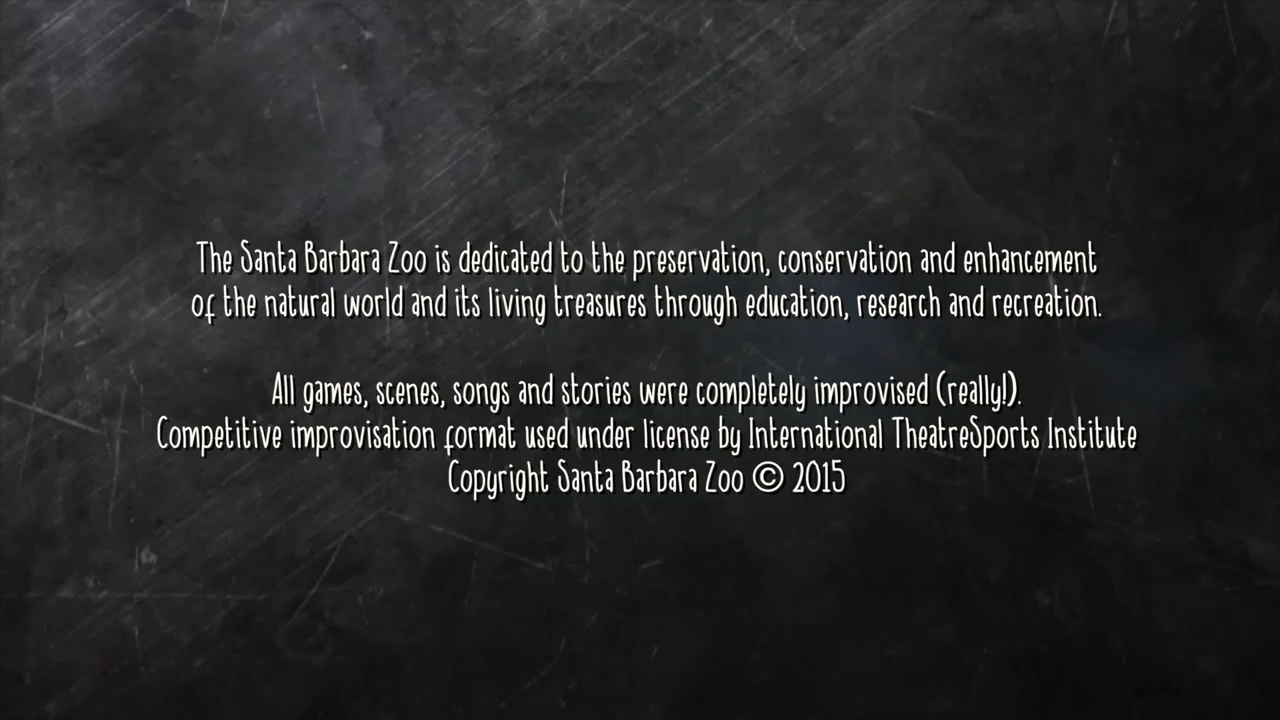 The Santa Barbara Zoo is dedicated to the preservation, conservation and enhancement
of the natural world and its living treasures through education, research and recreation.
All games, scenes, songs and stories were completely improvised (really!).
Competitive improvisation format used under license by International TheatreSports Institute
Copyright Santa Barbara Zoo © 2015